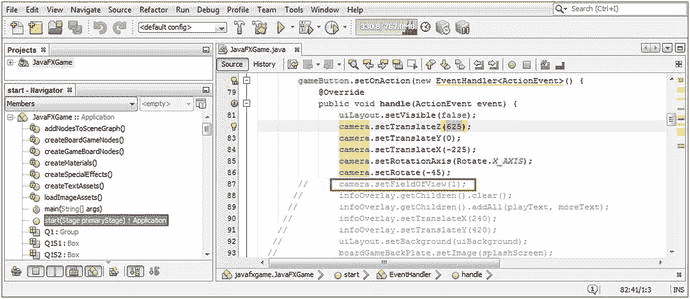 File Edit View Navigate Source Refactor Run Debug Profile Team Tools Window Help
Search (Ctrl+I)
<default config>
Projects
JavaFXGame
start - Navigator
Members
<empty>
JavaFXGame :: Application
addNodesToSceneGraph()
createBoardGameNodes()
createGameBoardNodes()
createMaterials()
createSpecialEffects()
createTextAssets()
loadImageAssets()
main(String[] args)
start(Stage primaryStage) ↑ Application
Q1 : Group
Q1S1 : Box
Q1S2 : Box
JavaFXGame.java
Source History
gameButton.setOnAction(new EventHandler<ActionEvent>() {
79 @Override
public void handle(ActionEvent event) {
81 uiLayout.setVisible(false);
camera.setTranslateZ(625);
83 camera.setTranslateY(0);
84 camera.setTranslateX(-225);
85 camera.setRotationAxis(Rotate.X_AXIS);
86 camera.setRotate(-45);
87 // camera.setFieldOfView(1);
88 // infoOverlay.getChildren().clear();
89 // infoOverlay.getChildren().addAll(playText, moreText);
90 // infoOverlay.setTranslateX(240);
91 // infoOverlay.setTranslateY(420);
92 // uiLayout.setBackground(uiBackground);
93 // boardGameBackPlate.setImage(splashScreen);
javafxgame.JavaFXGame start EventHandler handle
82:41/1:3